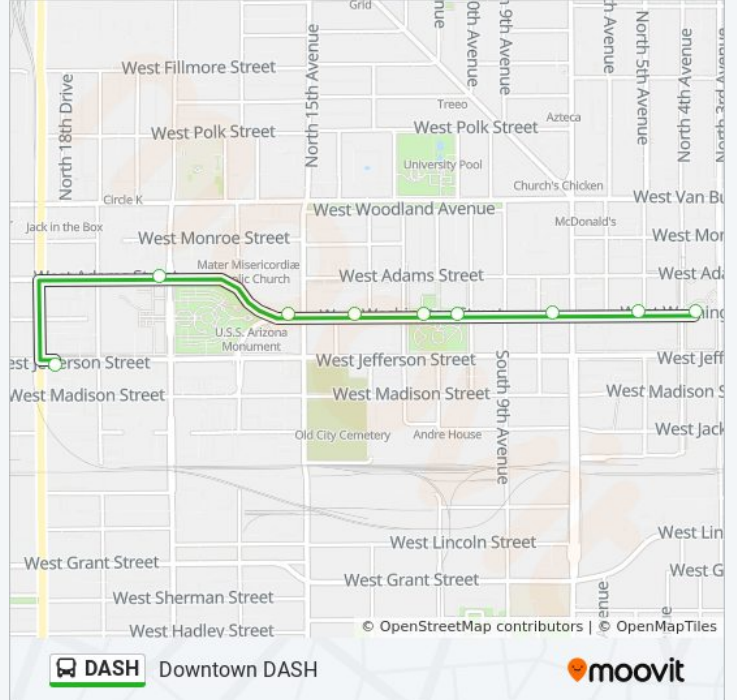 Grid
North 15th Avenue
9th Avenue
North 5th Avenue
North 4th Avenue
Avenue
West Fillmore Street
North 18th Drive
Treeo
Azteca
West Polk Street
West Polk Street
University Pool
Church's Chicken
Circle K
West Van Bu
West Woodland Avenue
McDonald's
Jack in the Box
West Monroe Street
West Mon
Mater Misericordiæ
West Adams Street
West Ada
U.S.S. Arizona
Monument
West Jefferson Street
West Jeff
West Madison Street
West Madison Street
West Madison S
South 9th Avenue
Old City Cemetery
Andre House
West Jack
West Lincoln Street
West Lin
West Grant Street
West Grant Street
West G
West Sherman Street
West Hadley Street
© OpenStreetMap contributors | © OpenMapTiles
DASH Downtown DASH
moovit